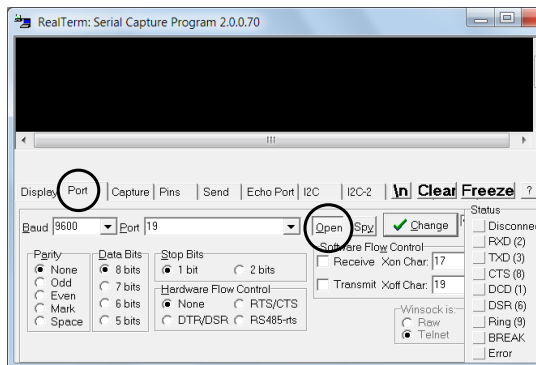 RealTerm: Serial Capture Program 2.0.0.70
Display Port Capture Pins Send Echo Port I2C I2C-2 \n Clear Freeze ?
Baud 9600 Port 19 Open Spy Change
Status
Disconnec
RXD (2)
TXD (3)
CTS (8)
DCD (1)
DSR (6)
Ring (9)
BREAK
Error
Parity
None
Odd
Even
Mark
Space
Data Bits
8 bits
7 bits
6 bits
5 bits
Stop Bits
1 bit 2 bits
Hardware Flow Control
None RTS/CTS
DTR/DSR RS485-rts
Software Flow Control
Receive Xon Char: 17
Transmit Xoff Char: 19
Winsock is:
Raw
Telnet